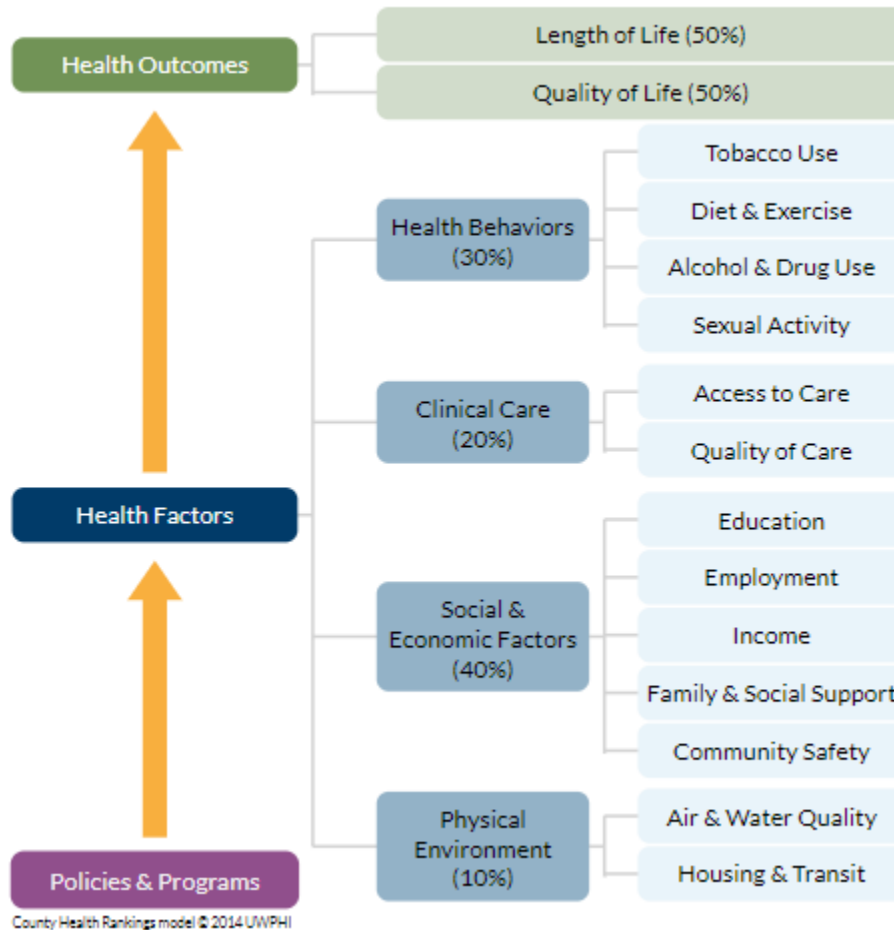 Health Outcomes
Length of Life (50%)
Quality of Life (50%)
Health Factors
Health Behaviors
(30%)
Tobacco Use
Diet & Exercise
Alcohol & Drug Use
Sexual Activity
Clinical Care
(20%)
Access to Care
Quality of Care
Social &
Economic Factors
(40%)
Education
Employment
Income
Family & Social Support
Community Safety
Physical
Environment
(10%)
Air & Water Quality
Housing & Transit
Policies & Programs
County Health Rankings model © 2014 UWPHI